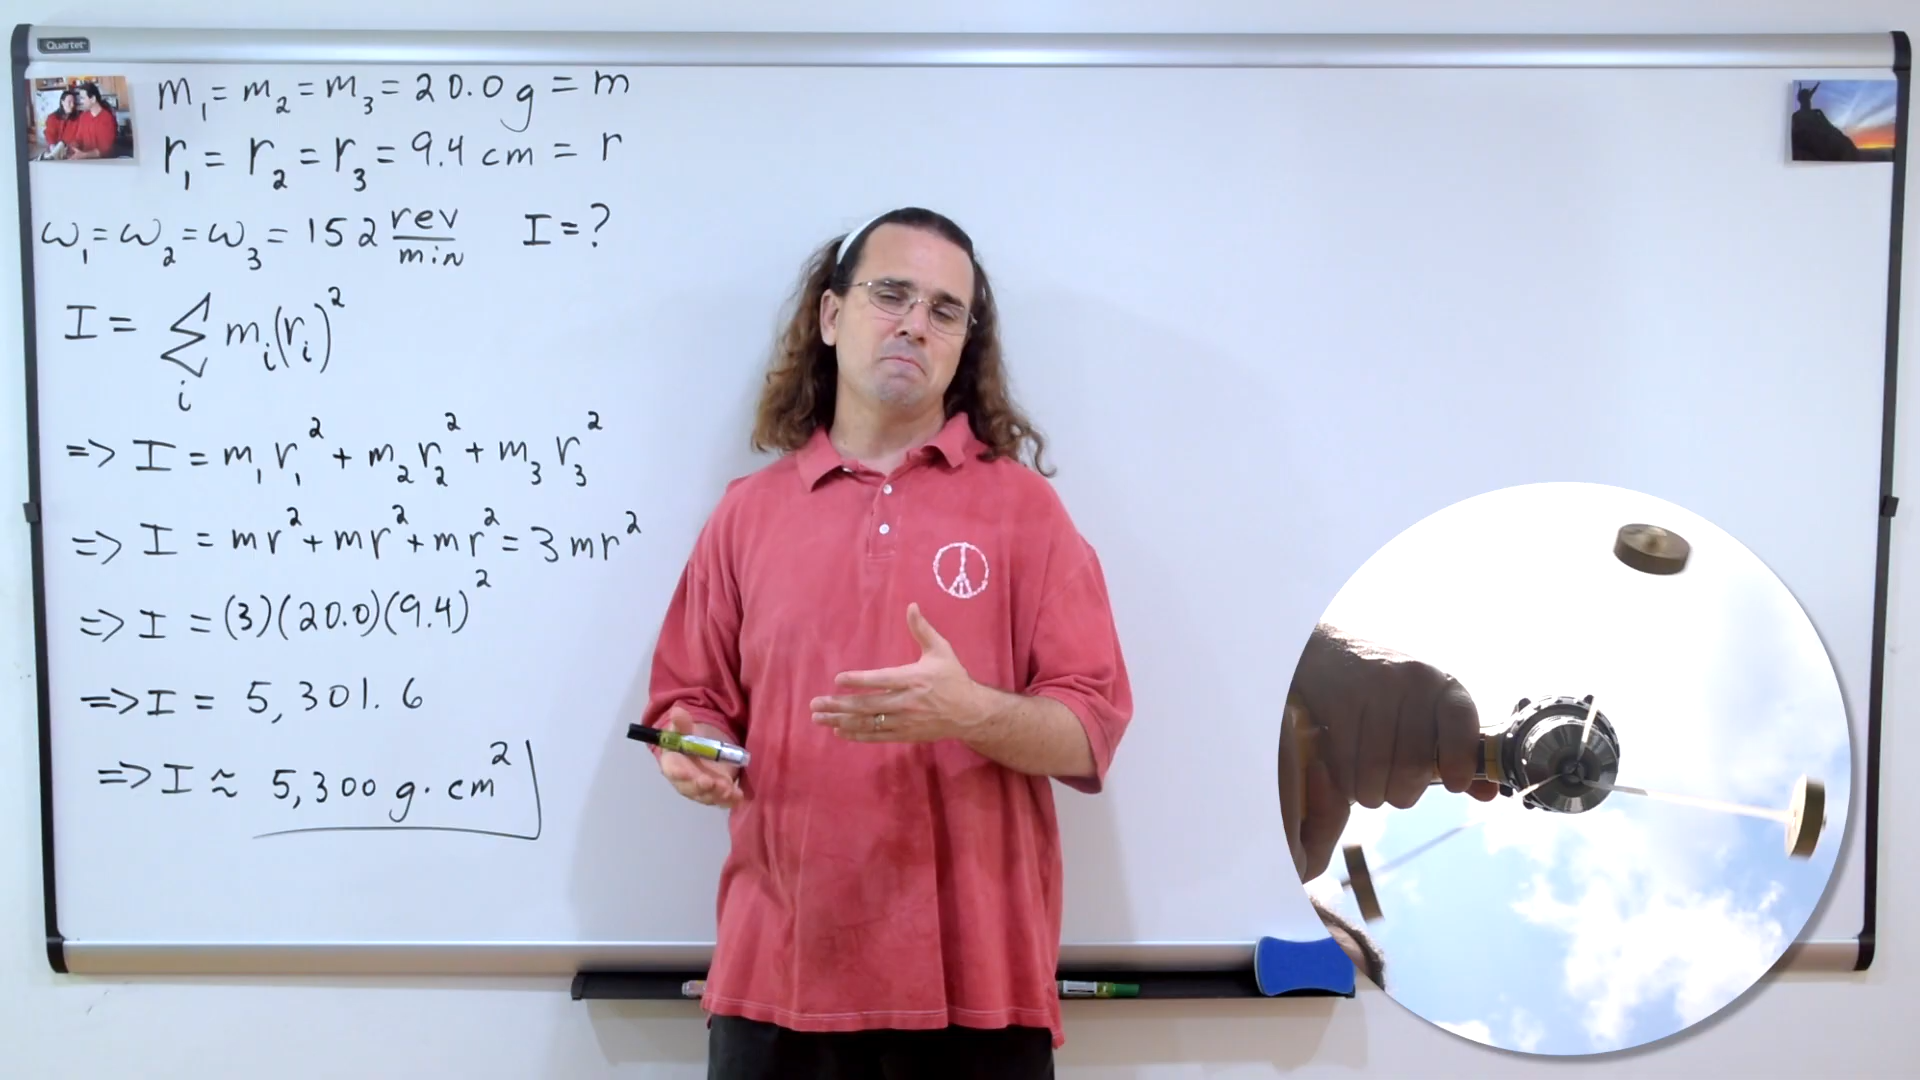 Quartet
m₁ = m₂ = m₃ = 20.0 g = m
r₁ = r₂ = r₃ = 9.4 cm = r
ω₁ = ω₂ = ω₃ = 152 rev/min I = ?
I = Σᵢ mᵢ(rᵢ)²
=> I = m₁r₁² + m₂r₂² + m₃r₃²
=> I = mr² + mr² + mr² = 3mr²
=> I = (3)(20.0)(9.4)²
=> I = 5,301.6
=> I ≈ 5,300 g·cm²